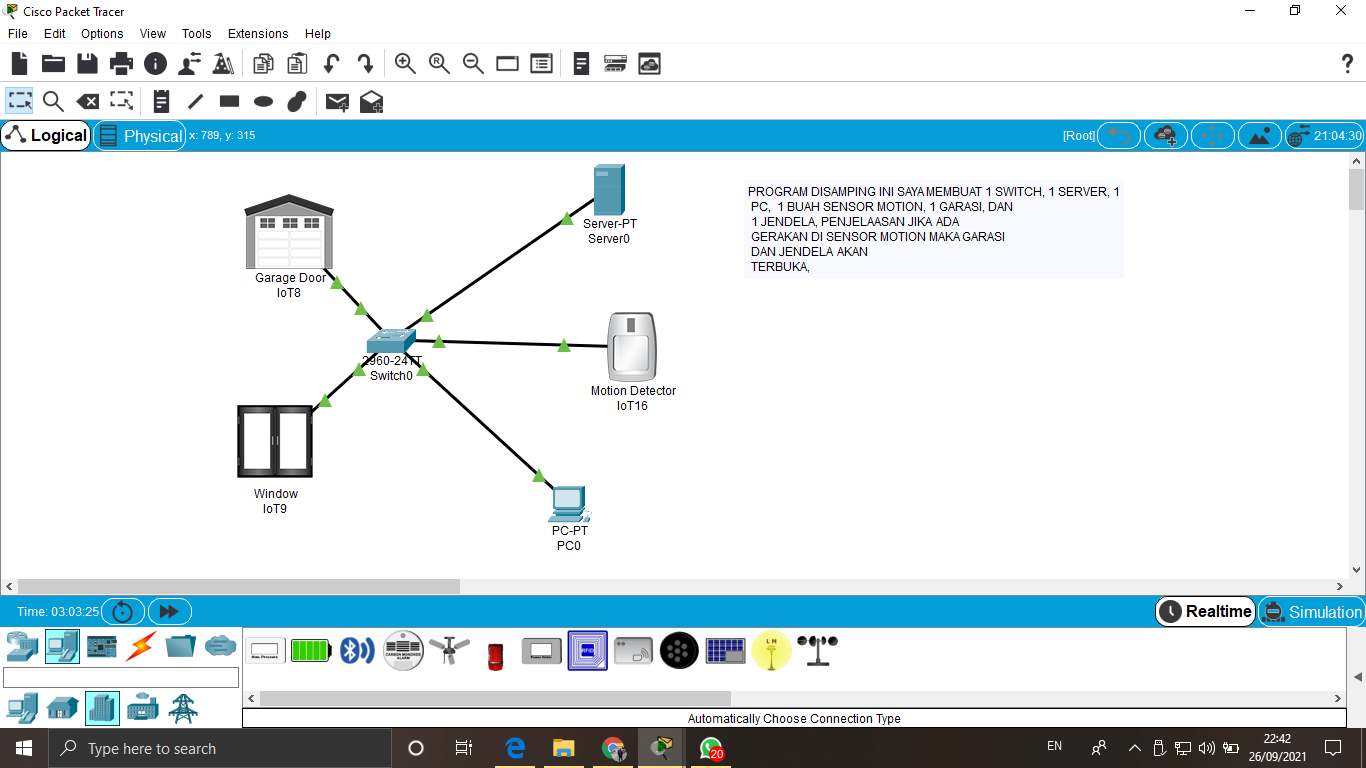 Cisco Packet Tracer
File Edit Options View Tools Extensions Help
Logical
Physical
x: 789, y: 315
[Root]
21:04:30
Server-PT
Server0
Garage Door
IoT8
2960-24TT
Switch0
Motion Detector
IoT16
Window
IoT9
PC-PT
PC0
PROGRAM DISAMPING INI SAYA MEMBUAT 1 SWITCH, 1 SERVER, 1
PC, 1 BUAH SENSOR MOTION, 1 GARASI, DAN
1 JENDELA, PENJELAASAN JIKA ADA
GERAKAN DI SENSOR MOTION MAKA GARASI
DAN JENDELA AKAN
TERBUKA,
Time: 03:03:25
Realtime
Simulation
Automatically Choose Connection Type
Type here to search
20
EN
22:42
26/09/2021